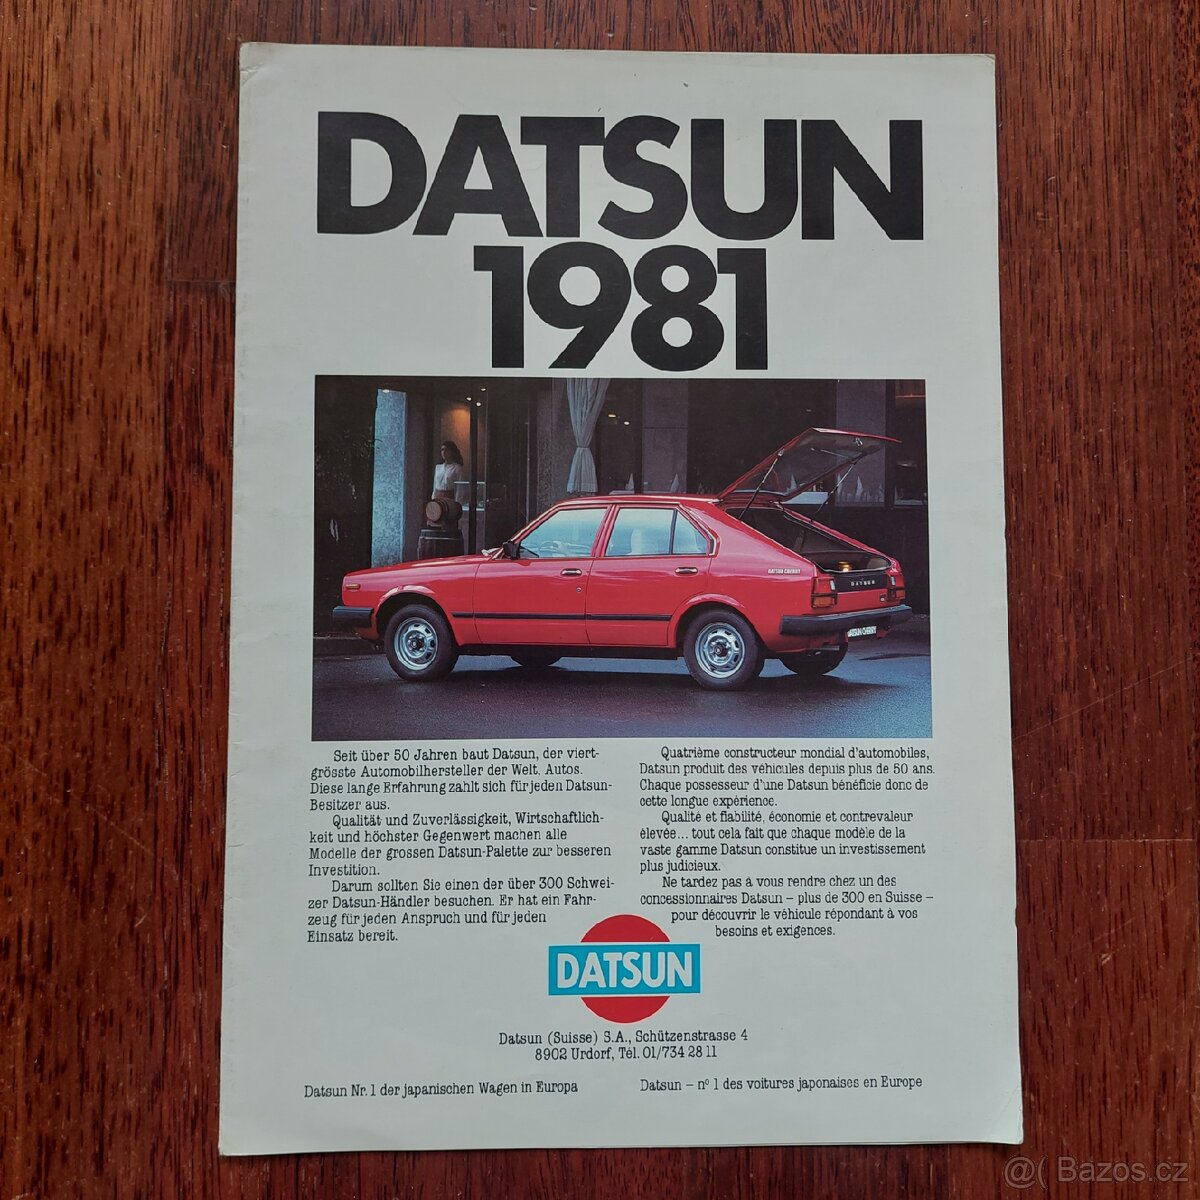 DATSUN
1981
DATSUN CHERRY
DATSUN
DATSUN CHERRY
Seit über 50 Jahren baut Datsun, der viert-
grösste Automobilhersteller der Welt, Autos.
Diese lange Erfahrung zahlt sich für jeden Datsun-
Besitzer aus.
Qualität und Zuverlässigkeit, Wirtschaftlich-
keit und höchster Gegenwert machen alle
Modelle der grossen Datsun-Palette zur besseren
Investition.
Darum sollten Sie einen der über 300 Schwei-
zer Datsun-Händler besuchen. Er hat ein Fahr-
zeug für jeden Anspruch und für jeden
Einsatz bereit.
Quatrième constructeur mondial d'automobiles,
Datsun produit des véhicules depuis plus de 50 ans.
Chaque possesseur d'une Datsun bénéficie donc de
cette longue expérience.
Qualité et fiabilité, économie et contrevaleur
élevée... tout cela fait que chaque modèle de la
vaste gamme Datsun constitue un investissement
plus judicieux.
Ne tardez pas à vous rendre chez un des
concessionnaires Datsun – plus de 300 en Suisse –
pour découvrir le véhicule répondant à vos
besoins et exigences.
DATSUN
Datsun (Suisse) S.A., Schützenstrasse 4
8902 Urdorf, Tél. 01/734 28 11
Datsun Nr. 1 der japanischen Wagen in Europa
Datsun – nº 1 des voitures japonaises en Europe
@( Bazos.cz